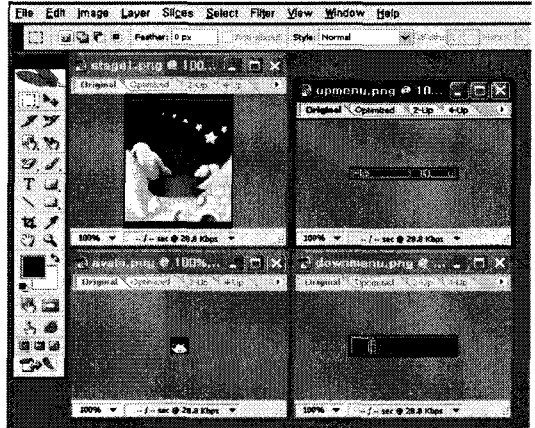 File Edit Image Layer Slices Select Filter View Window Help
Feather: 0 px Style: Normal
stage1.png @ 100...
Original Optimized 2-Up 4-Up
upmenu.png @ 10...
Original Optimized 2-Up 4-Up
100% -- / -- sec @ 28.8 Kbps
100% -- / -- sec @ 28.8 Kbps
@ 100%...
Original Optimized 2-Up 4-Up
downmenu.png @ ...
Original Optimized 2-Up 4-Up
100% -- / -- sec @ 28.8 Kbps
100% -- / -- sec @ 28.8 Kbps